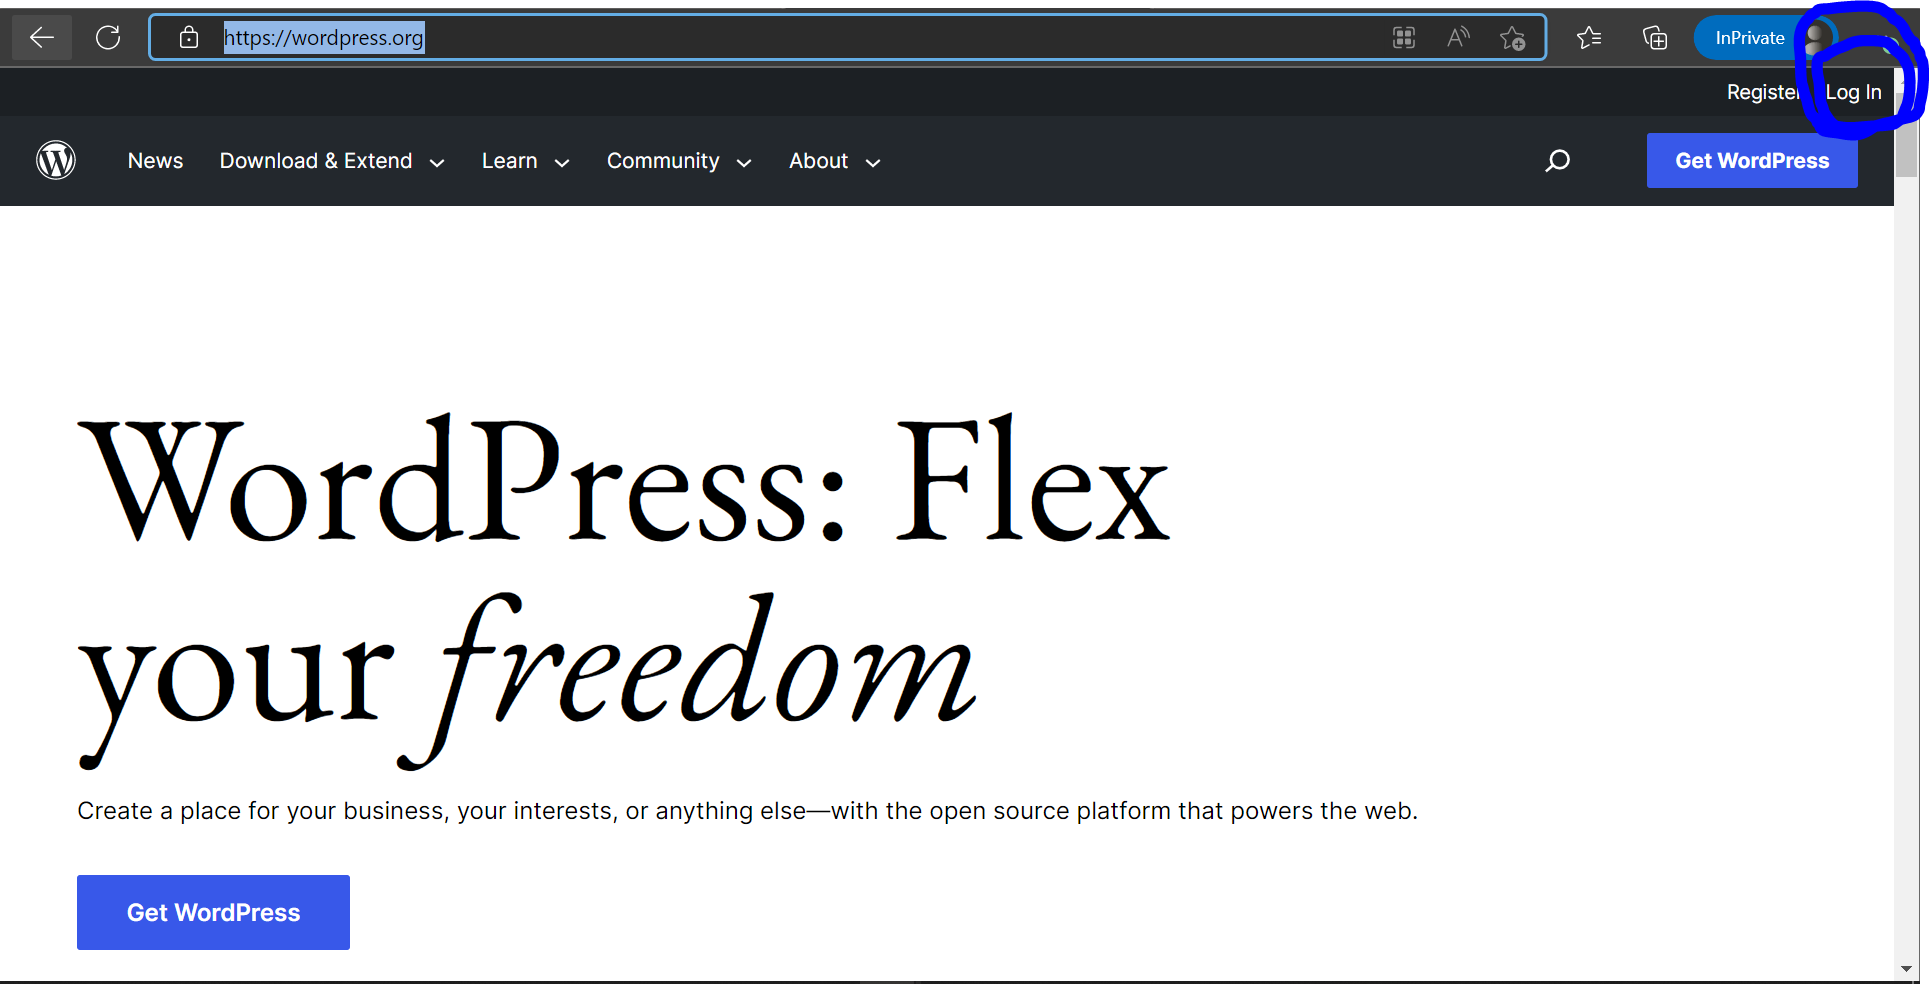 https://wordpress.org
InPrivate
Register Log In
News Download & Extend Learn Community About Get WordPress
WordPress: Flex
your freedom
Create a place for your business, your interests, or anything else—with the open source platform that powers the web.
Get WordPress